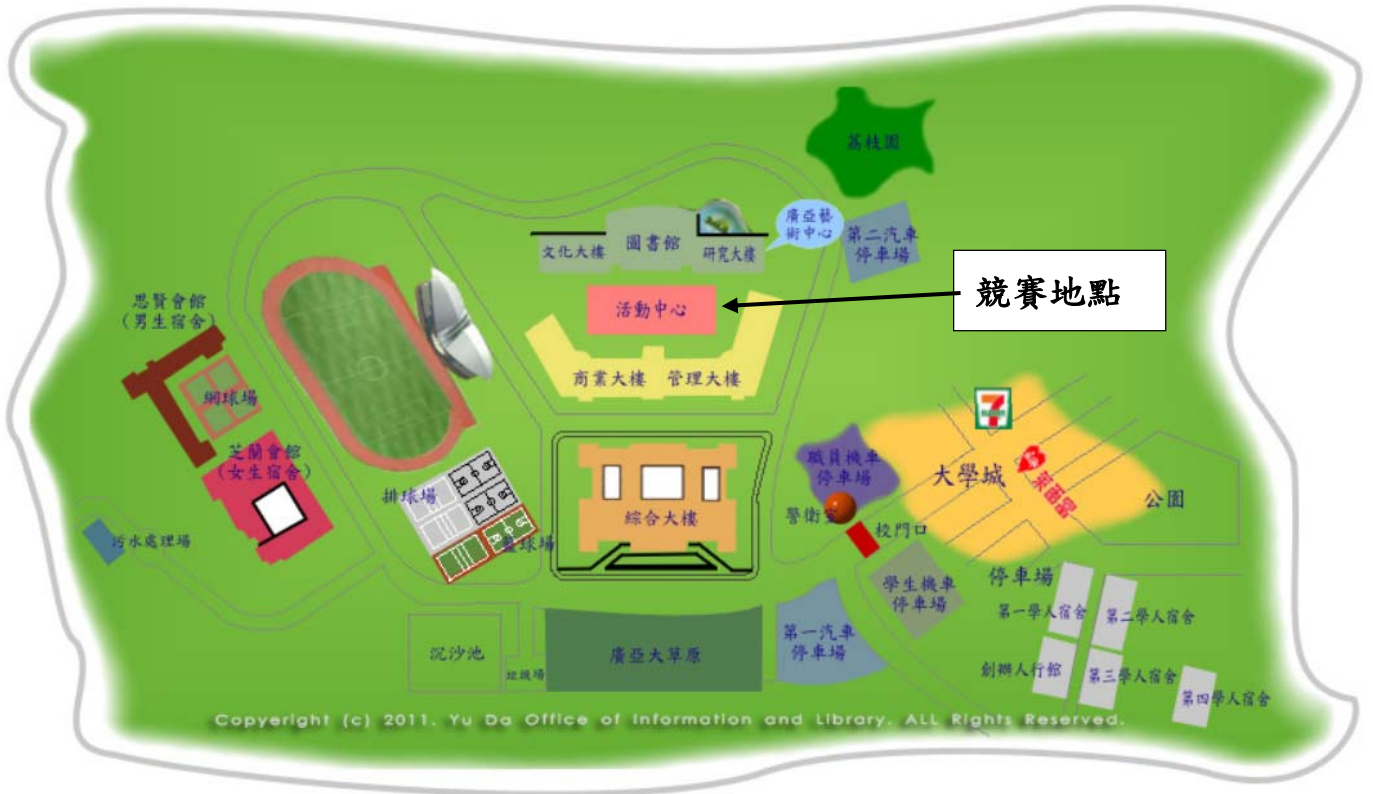 荔枝園
廣亞藝
術中心
圖書館
文化大樓
研究大樓
第二汽車
停車場
競賽地點
活動中心
思賢會館
(男生宿舍)
商業大樓
管理大樓
網球場
7
ELEVEN
芝蘭會館
(女生宿舍)
職員機車
停車場
大學城
萊爾富
公園
排球場
綜合大樓
警衛室
校門口
籃球場
污水處理場
學生機車
停車場
停車場
第一學人宿舍
第二學人宿舍
第一汽車
停車場
沉沙池
垃圾場
廣亞大草原
創辦人行館
第三學人宿舍
第四學人宿舍
Copyeright (c) 2011. Yu Da Office of Information and Library. ALL Rights Reserved.